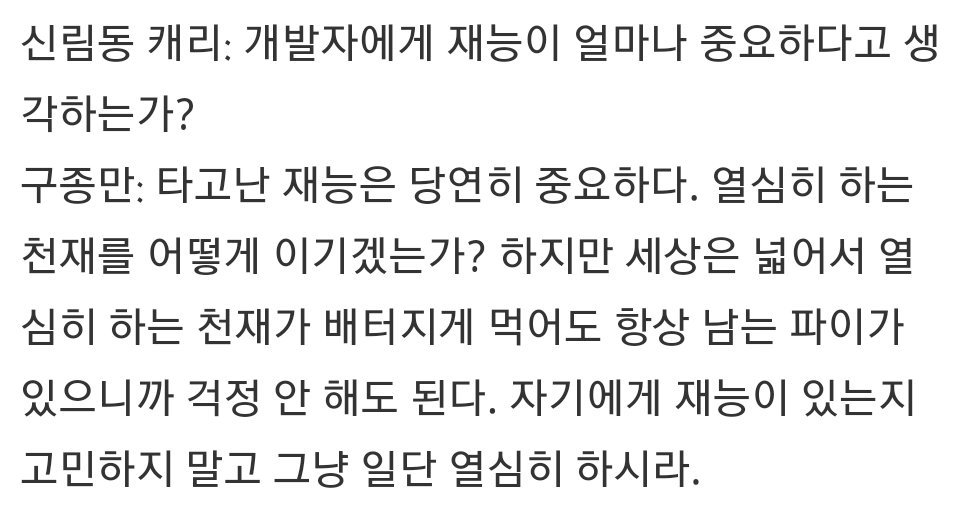 신림동 캐리: 개발자에게 재능이 얼마나 중요하다고 생
각하는가?
구종만: 타고난 재능은 당연히 중요하다. 열심히 하는
천재를 어떻게 이기겠는가? 하지만 세상은 넓어서 열
심히 하는 천재가 배터지게 먹어도 항상 남는 파이가
있으니까 걱정 안 해도 된다. 자기에게 재능이 있는지
고민하지 말고 그냥 일단 열심히 하시라.